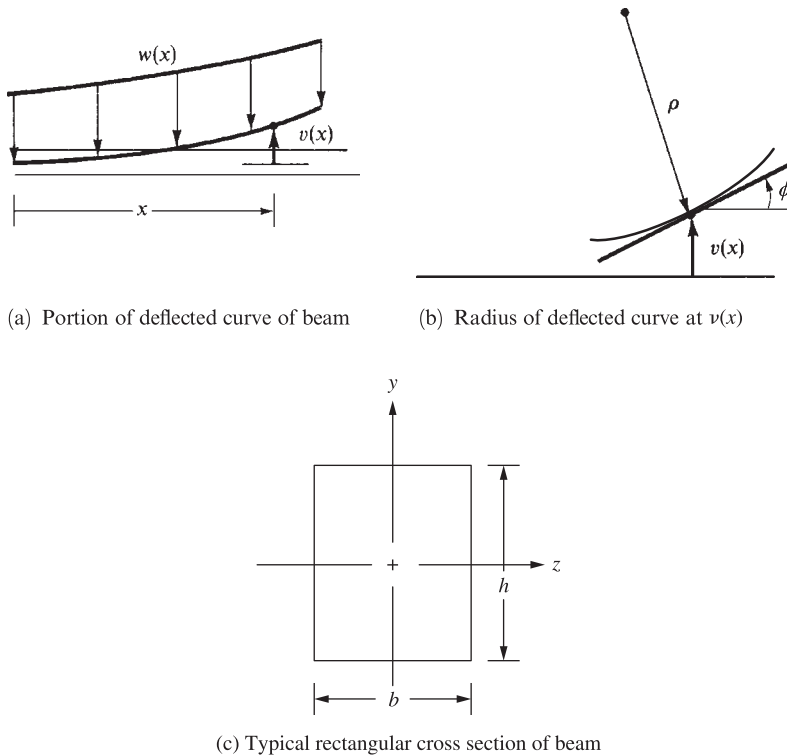 w(x)
v(x)
x
(a) Portion of deflected curve of beam
ρ
ϕ
v(x)
(b) Radius of deflected curve at ν(x)
y
z
h
b
(c) Typical rectangular cross section of beam